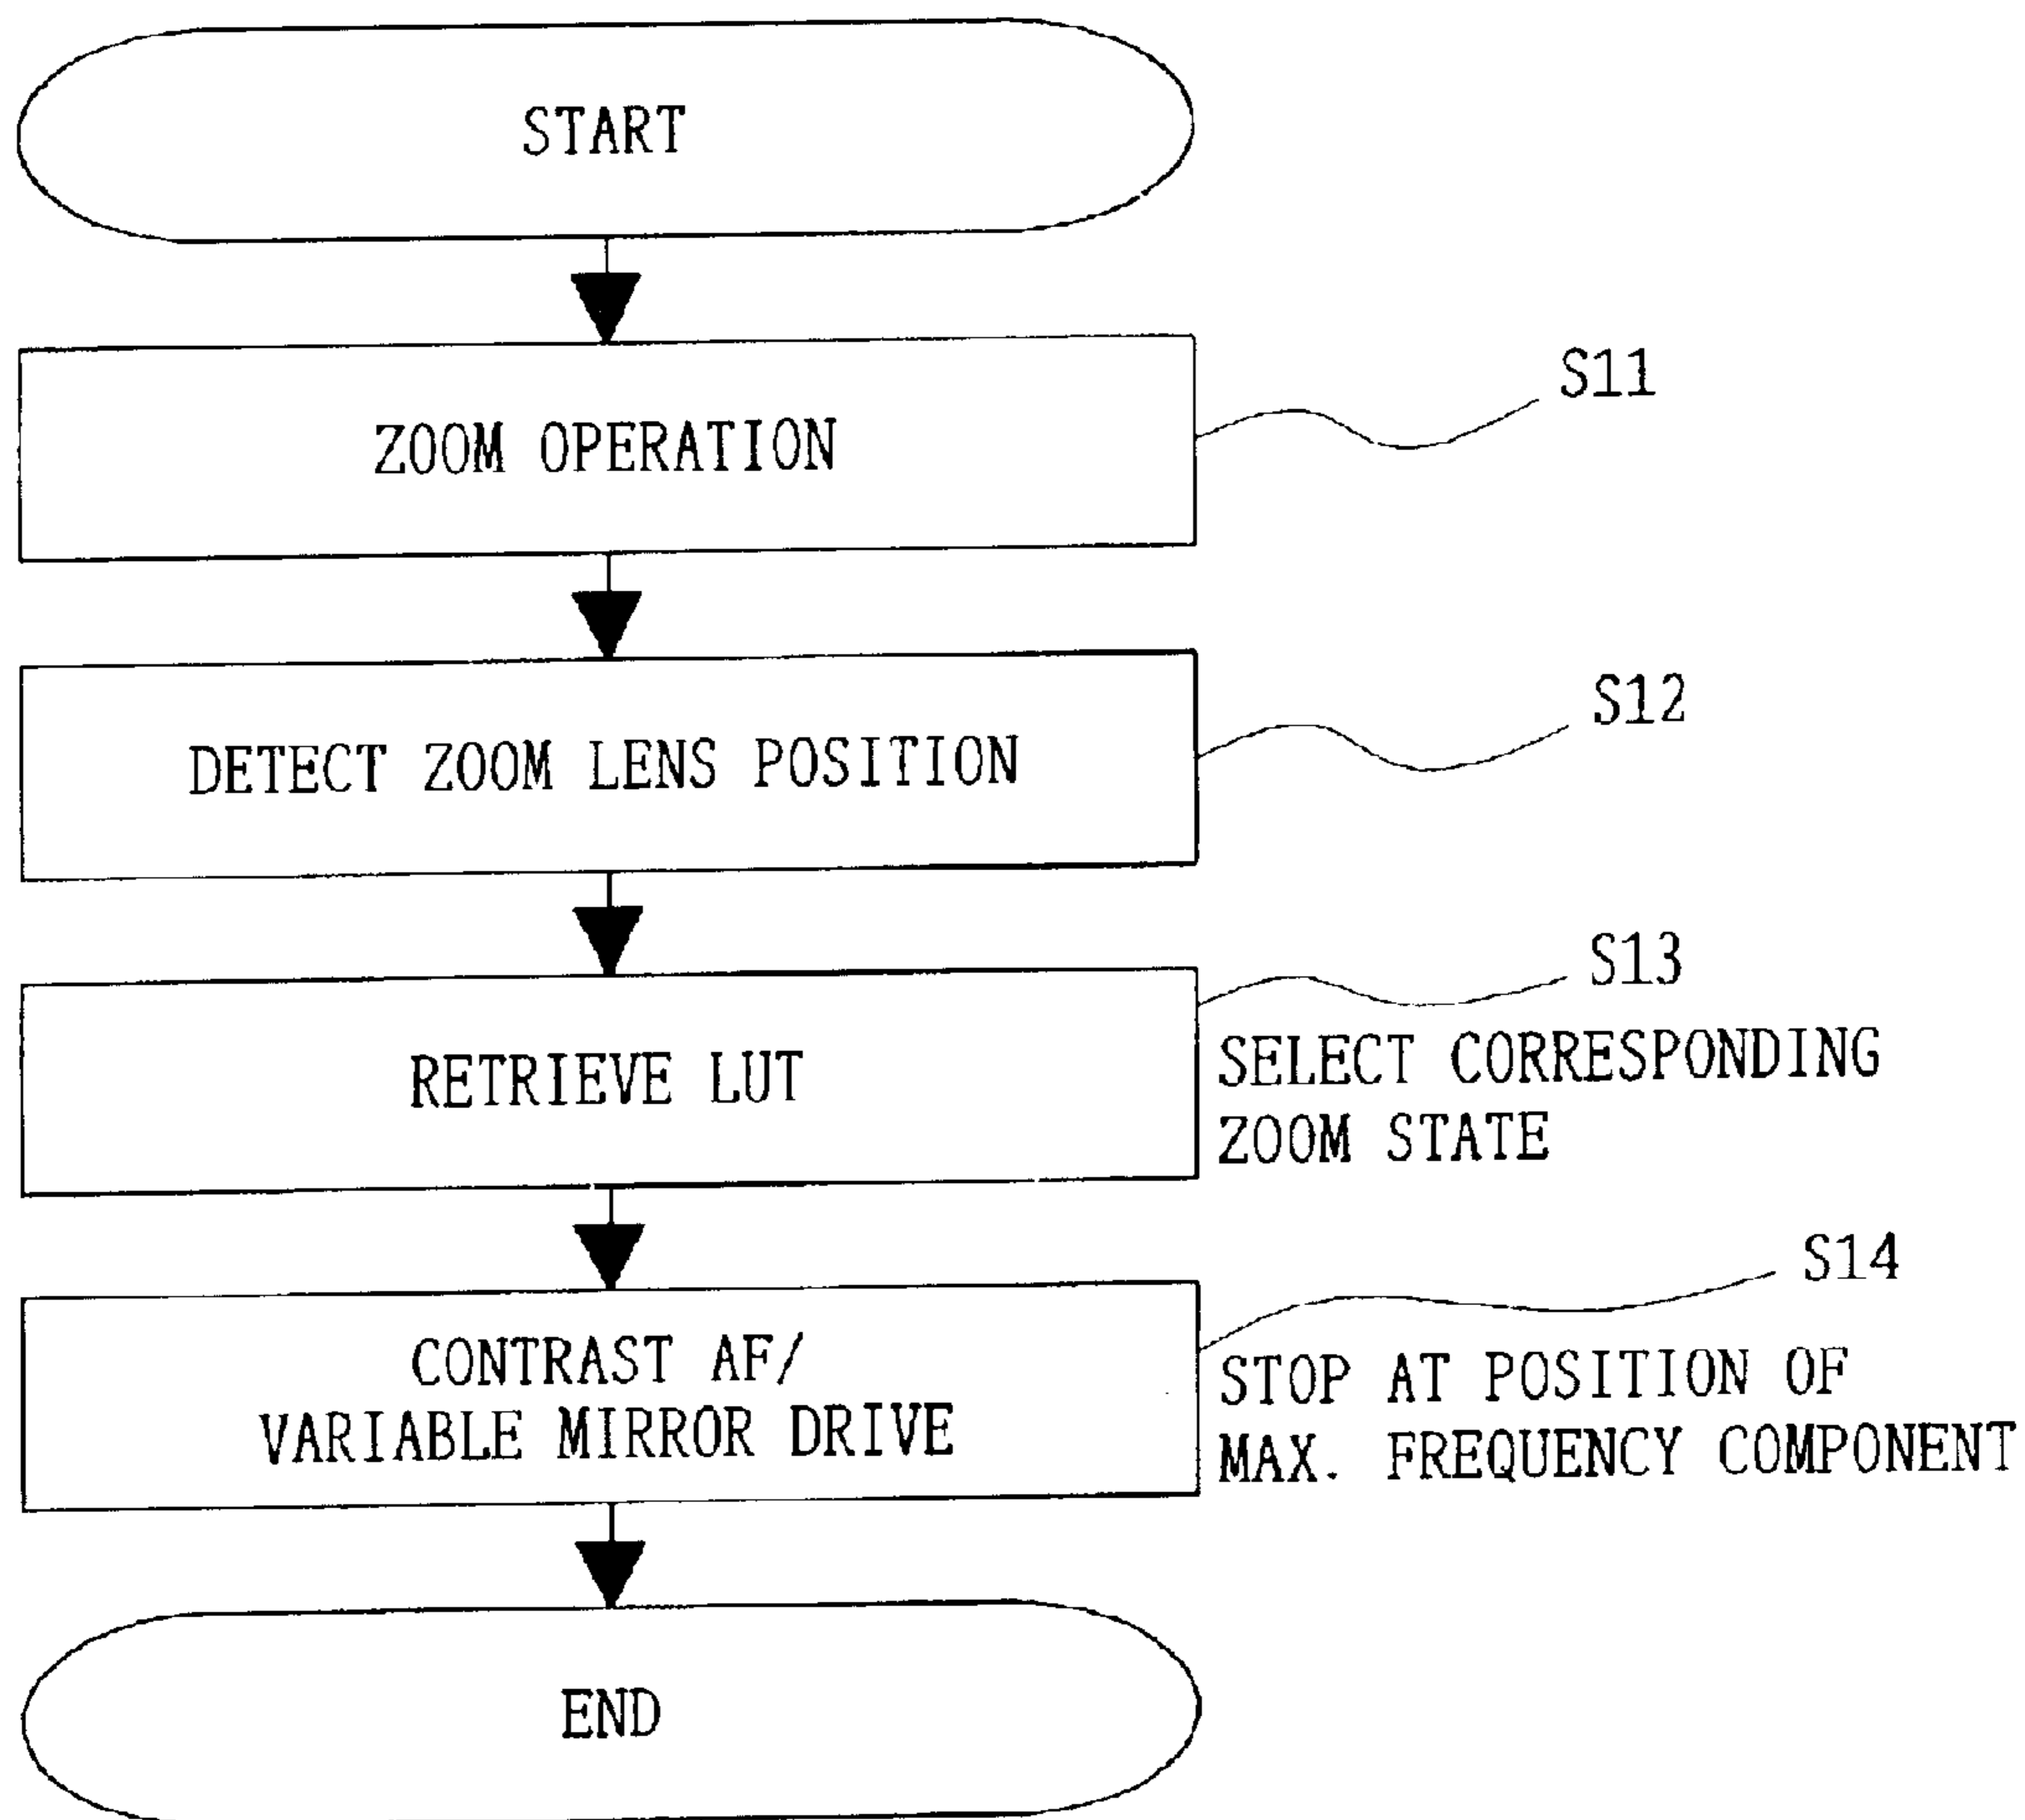 START
ZOOM OPERATION
S11
DETECT ZOOM LENS POSITION
S12
RETRIEVE LUT
S13
SELECT CORRESPONDING
ZOOM STATE
CONTRAST AF/
VARIABLE MIRROR DRIVE
S14
STOP AT POSITION OF
MAX. FREQUENCY COMPONENT
END